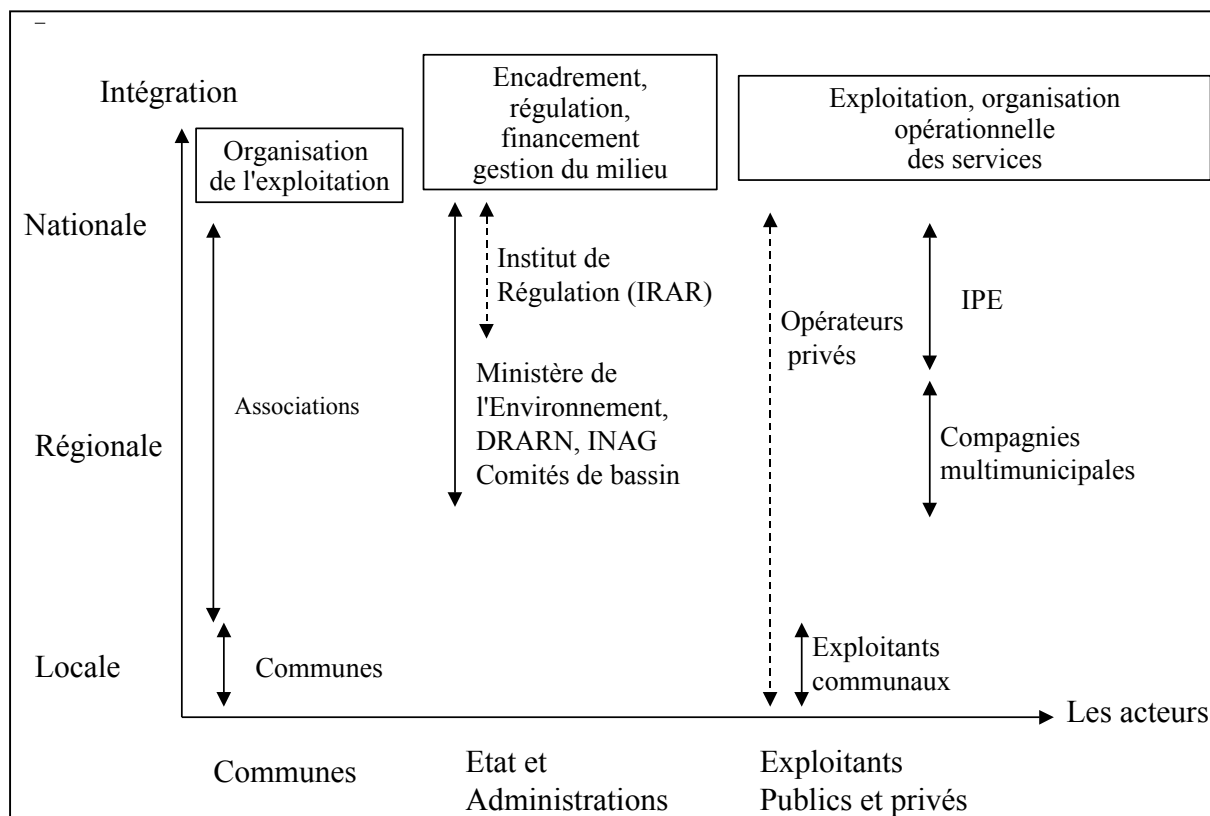 –
Intégration
Organisation
de l'exploitation
Encadrement,
régulation,
financement
gestion du milieu
Exploitation, organisation
opérationnelle
des services
Nationale
Régionale
Locale
Associations
Communes
Institut de
Régulation (IRAR)
Ministère de
l'Environnement,
DRARN, INAG
Comités de bassin
Opérateurs
privés
IPE
Compagnies
multimunicipales
Exploitants
communaux
Les acteurs
Communes
Etat et
Administrations
Exploitants
Publics et privés